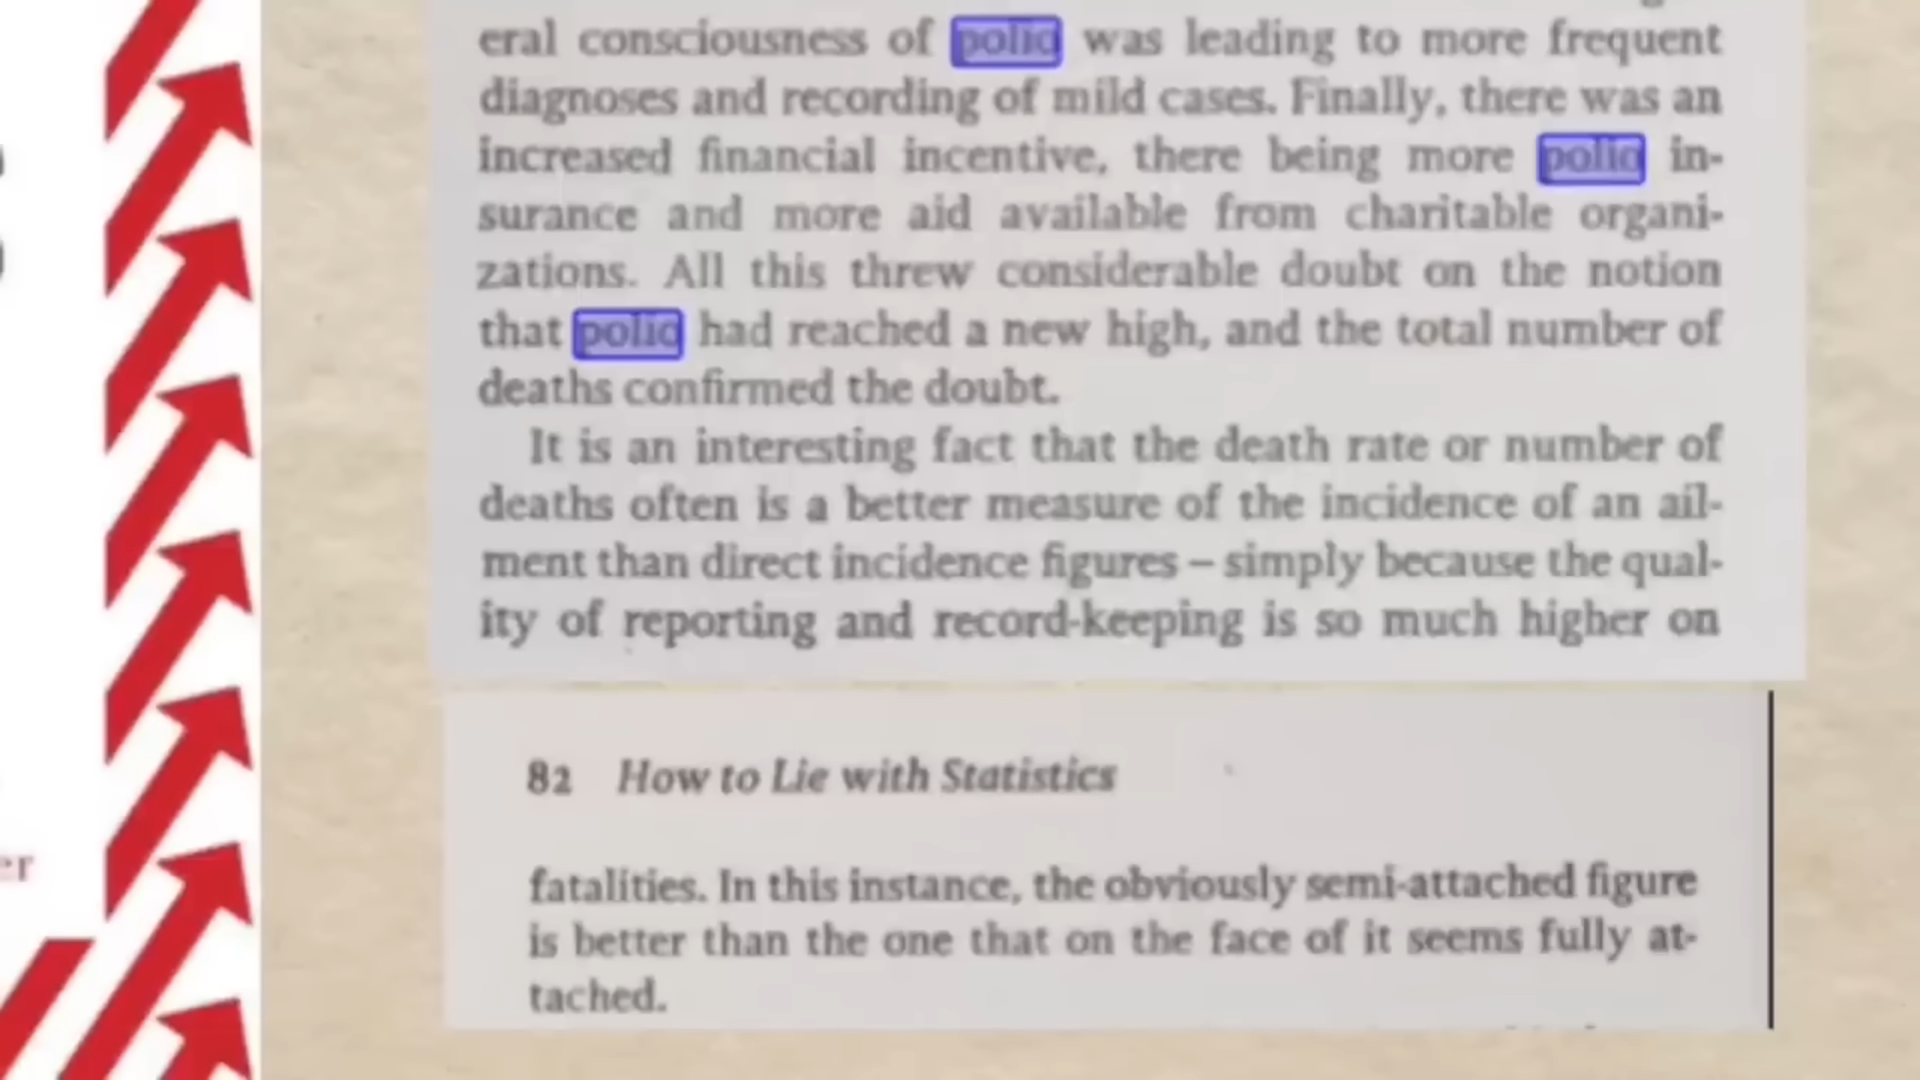 eral consciousness of polio was leading to more frequent
diagnoses and recording of mild cases. Finally, there was an
increased financial incentive, there being more polio in-
surance and more aid available from charitable organi-
zations. All this threw considerable doubt on the notion
that polio had reached a new high, and the total number of
deaths confirmed the doubt.
It is an interesting fact that the death rate or number of
deaths often is a better measure of the incidence of an ail-
ment than direct incidence figures – simply because the qual-
ity of reporting and record-keeping is so much higher on
82 How to Lie with Statistics
er
fatalities. In this instance, the obviously semi-attached figure
is better than the one that on the face of it seems fully at-
tached.